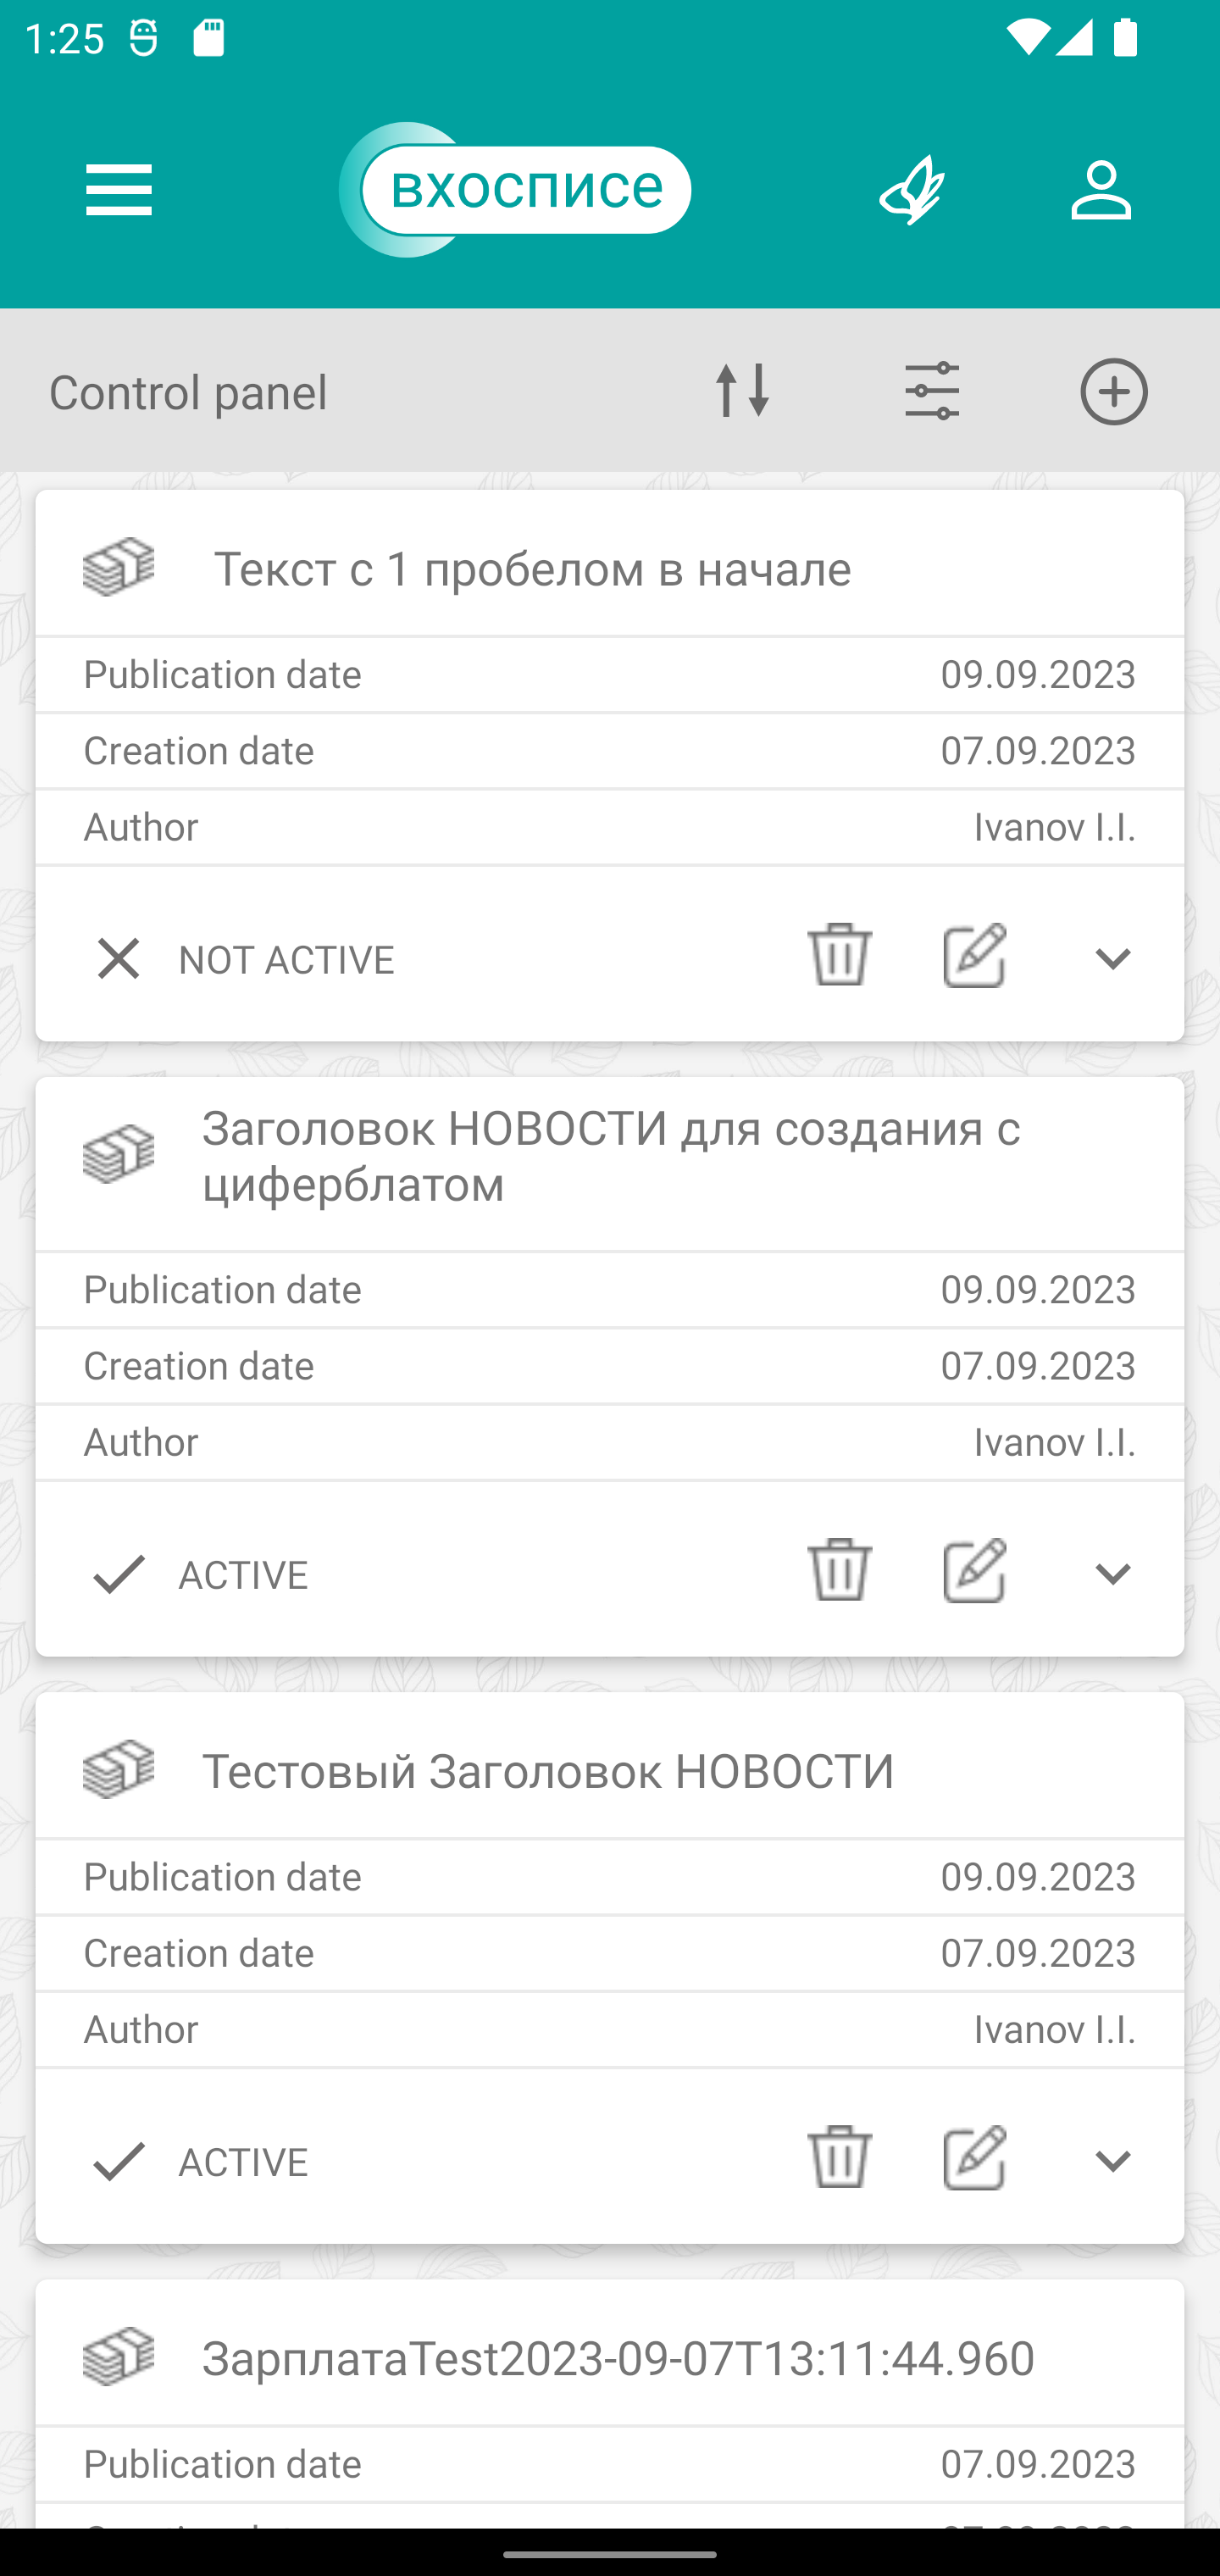 1:25
вхосписе
Control panel
Текст с 1 пробелом в начале
Publication date 09.09.2023
Creation date 07.09.2023
Author Ivanov I.I.
NOT ACTIVE
Заголовок НОВОСТИ для создания с
циферблатом
Publication date 09.09.2023
Creation date 07.09.2023
Author Ivanov I.I.
ACTIVE
Тестовый Заголовок НОВОСТИ
Publication date 09.09.2023
Creation date 07.09.2023
Author Ivanov I.I.
ACTIVE
ЗарплатаTest2023-09-07T13:11:44.960
Publication date 07.09.2023